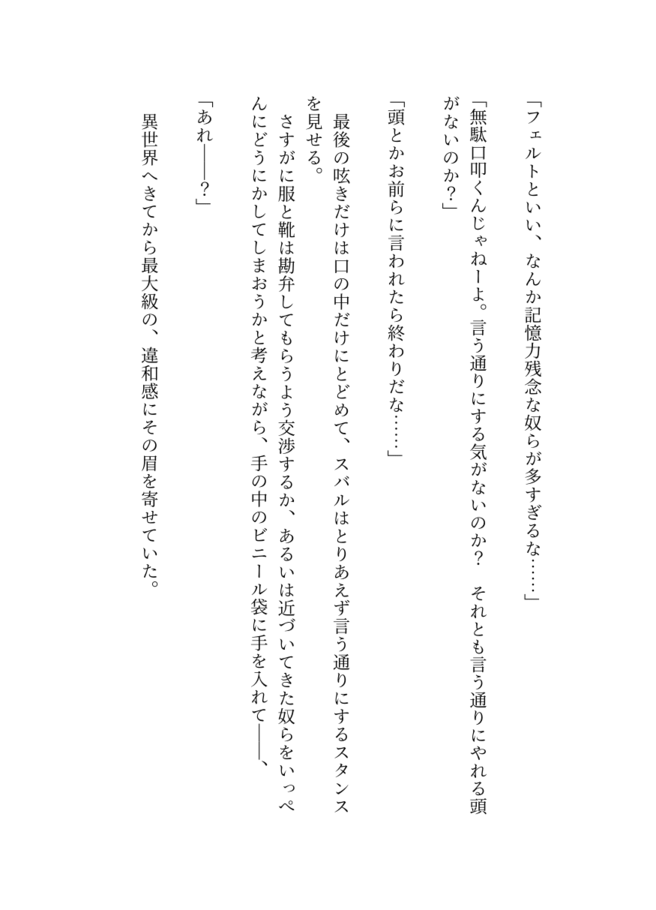 「フェルトといい、なんか記憶力残念な奴らが多すぎるな……」
「無駄口叩くんじゃねーよ。言う通りにする気がないのか？　それとも言う通りにやれる頭
がないのか？」
「頭とかお前らに言われたら終わりだな……」
　最後の呟きだけは口の中だけにとどめて、スバルはとりあえず言う通りにするスタンス
を見せる。
　さすがに服と靴は勘弁してもらうよう交渉するか、あるいは近づいてきた奴らをいっぺ
んにどうにかしてしまおうかと考えながら、手の中のビニール袋に手を入れて――、
「あれ――？」
　異世界へきてから最大級の、違和感にその眉を寄せていた。